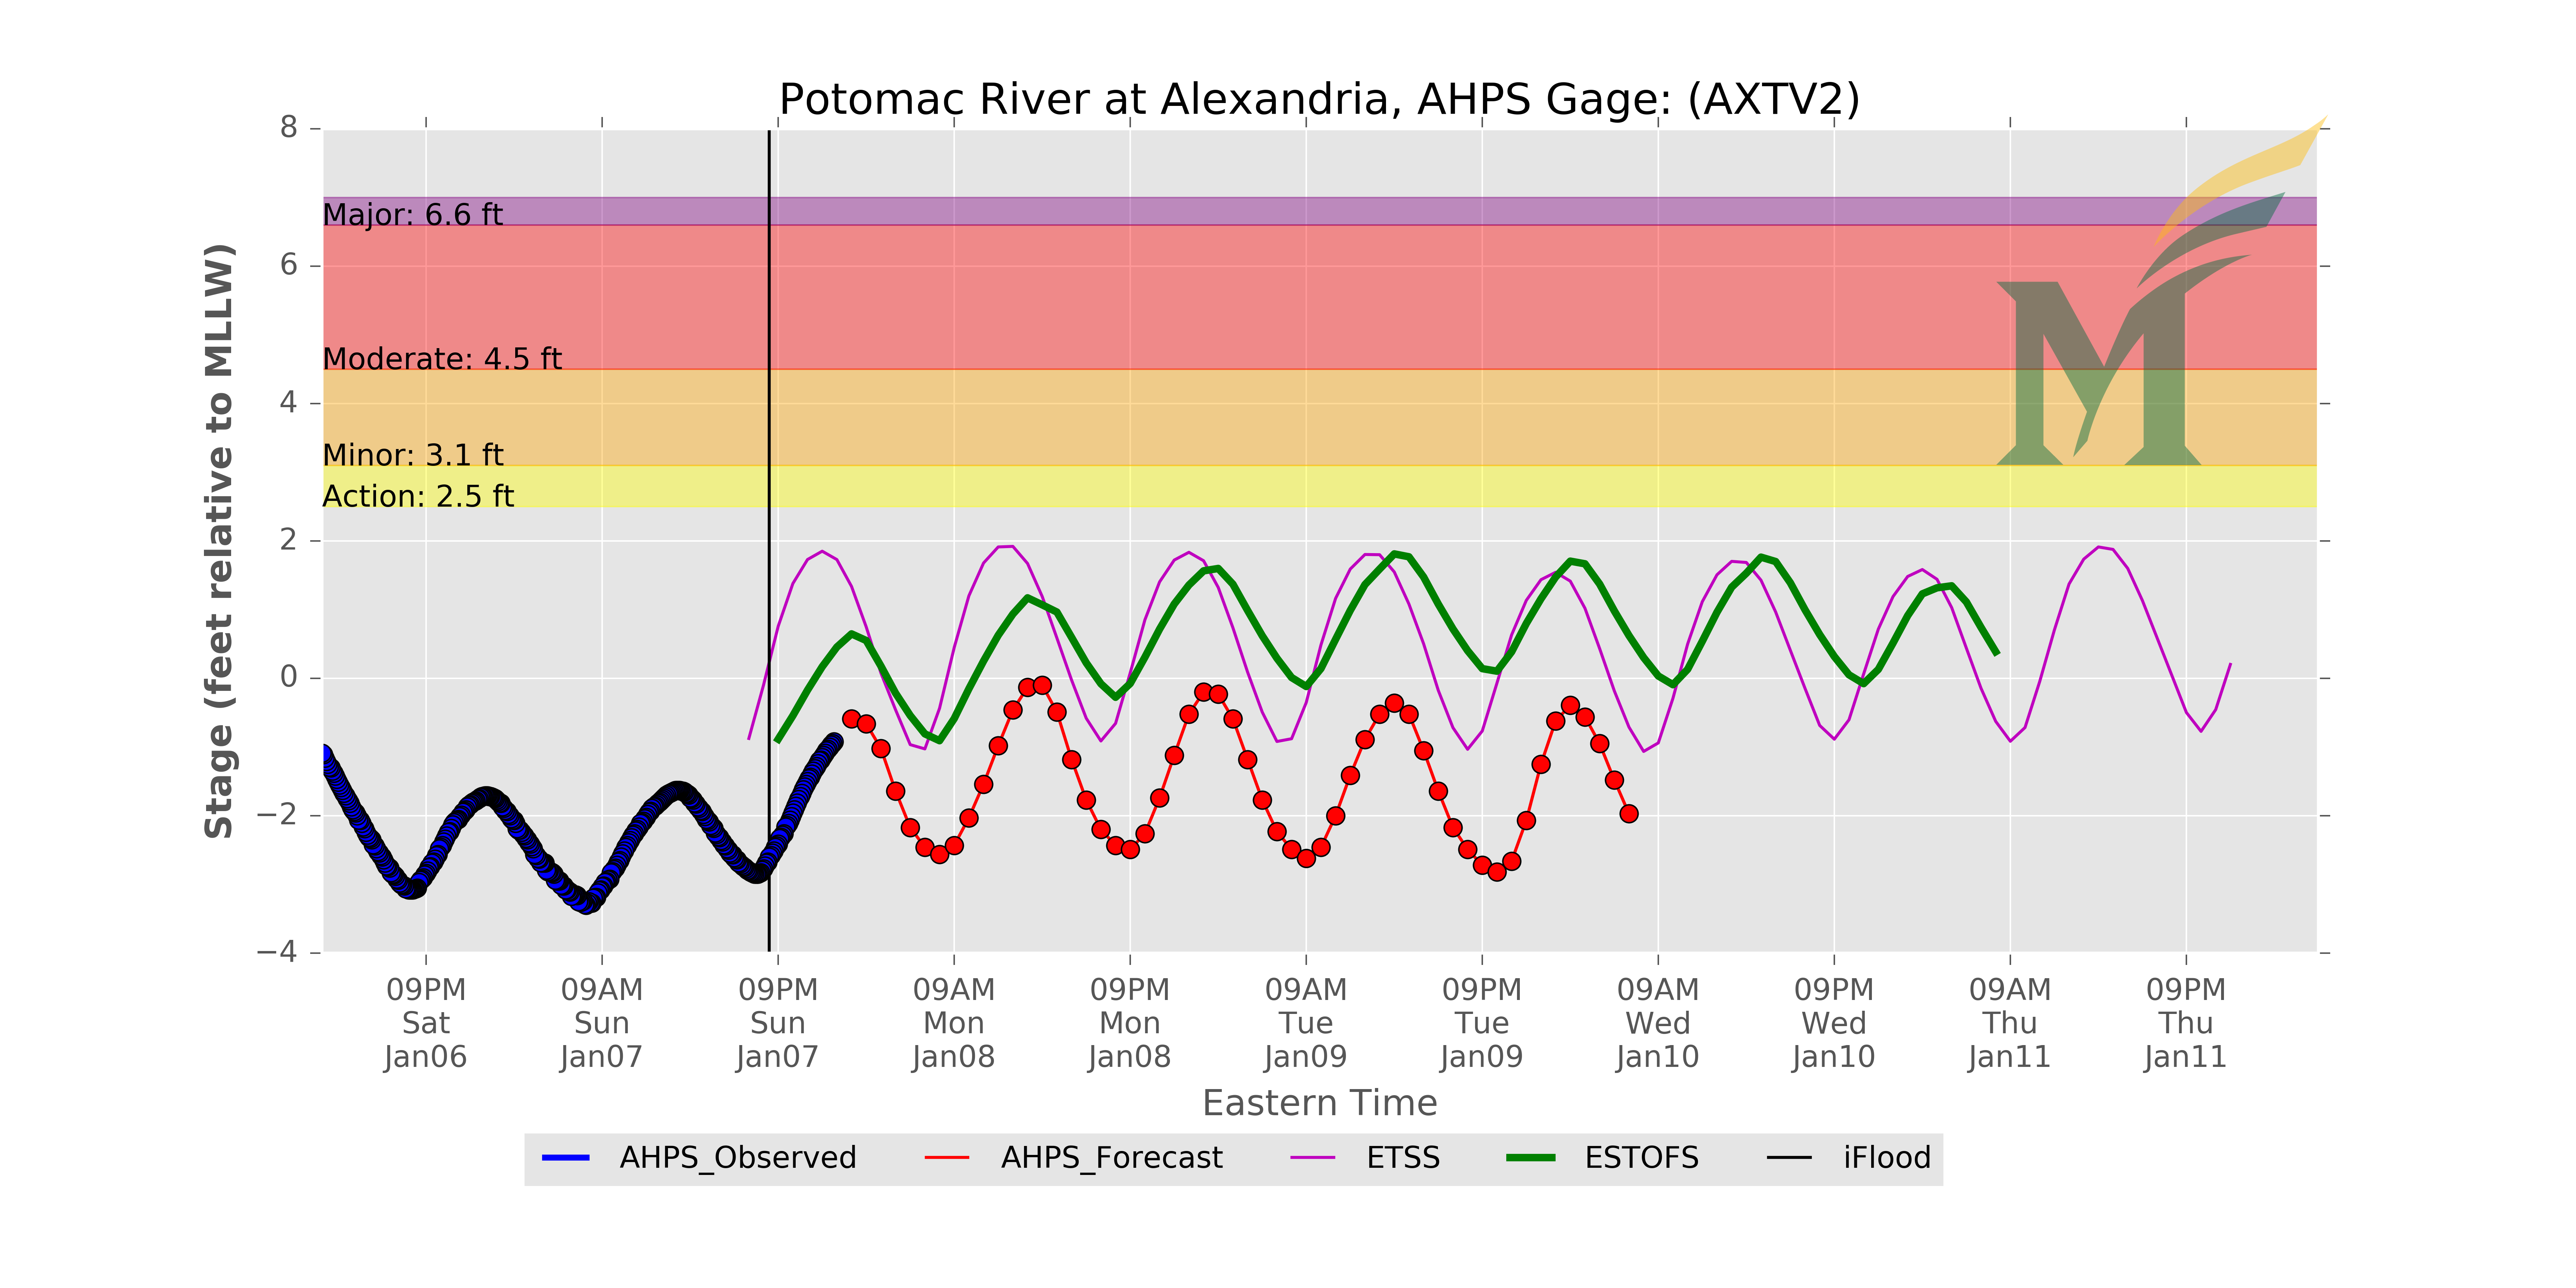 Potomac River at Alexandria, AHPS Gage: (AXTV2)
Stage (feet relative to MLLW)
8
6
4
2
0
−2
−4
Major: 6.6 ft
Moderate: 4.5 ft
Minor: 3.1 ft
Action: 2.5 ft
M
09PM Sat Jan06
09AM Sun Jan07
09PM Sun Jan07
09AM Mon Jan08
09PM Mon Jan08
09AM Tue Jan09
09PM Tue Jan09
09AM Wed Jan10
09PM Wed Jan10
09AM Thu Jan11
09PM Thu Jan11
Eastern Time
AHPS_Observed AHPS_Forecast ETSS ESTOFS iFlood